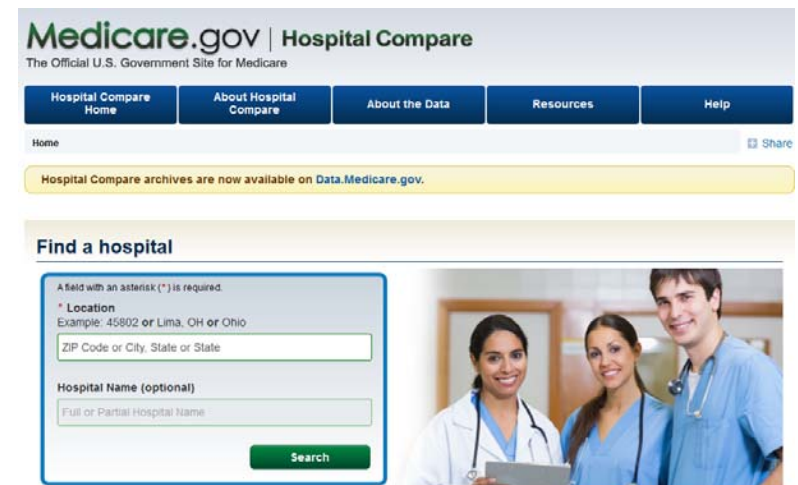 Medicare.gov | Hospital Compare
The Official U.S. Government Site for Medicare
Hospital Compare Home
About Hospital Compare
About the Data
Resources
Help
Home
Share
Hospital Compare archives are now available on Data.Medicare.gov.
Find a hospital
A field with an asterisk (*) is required.
* Location
Example: 45802 or Lima, OH or Ohio
ZIP Code or City, State or State
Hospital Name (optional)
Full or Partial Hospital Name
Search